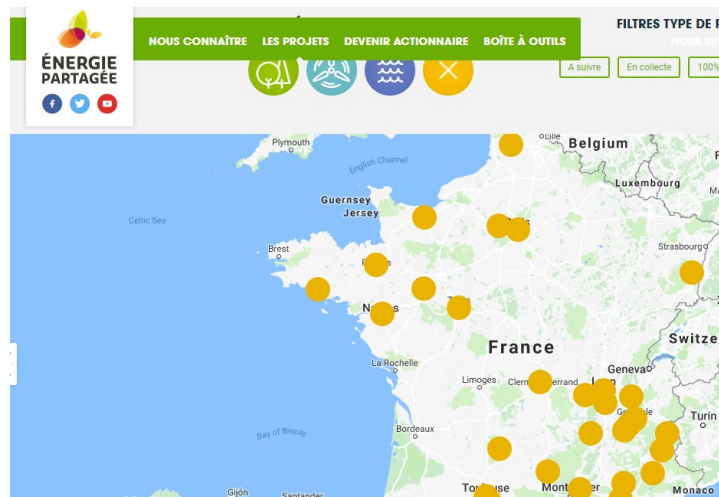 ÉNERGIE
PARTAGÉE
NOUS CONNAÎTRE LES PROJETS DEVENIR ACTIONNAIRE BOÎTE À OUTILS
FILTRES TYPE DE
NOUS
A suivre En collecte 100%
Plymouth
English Channel
Guernsey
Jersey
Celtic Sea
Brest
Belgium
Luxembourg
Strasbourg
France
Switze
La Rochelle
Limoges
Geneva
Turin
Bordeaux
Bay of Biscay
Monaco
Gijón
Santander